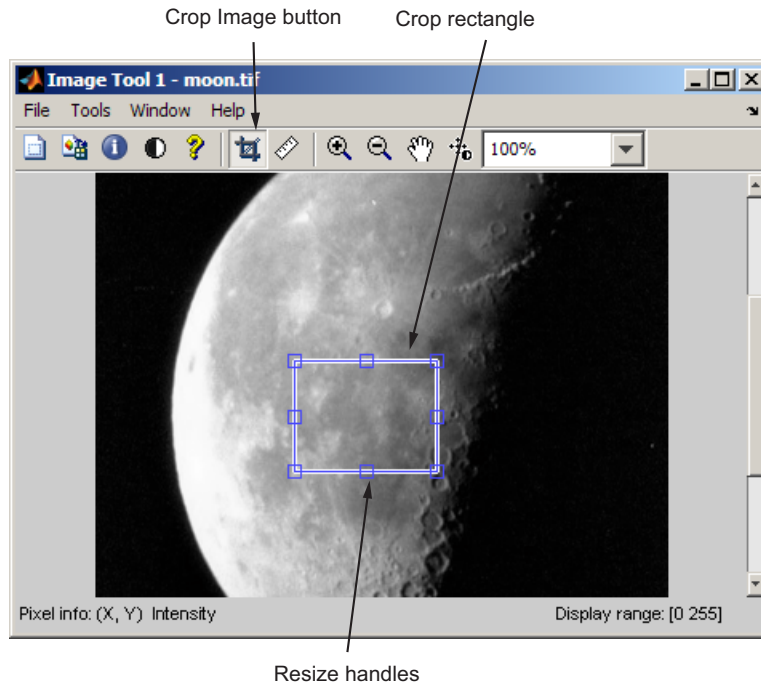 Crop Image button
Crop rectangle
Image Tool 1 - moon.tif
File Tools Window Help
100%
Pixel info: (X, Y) Intensity
Display range: [0 255]
Resize handles